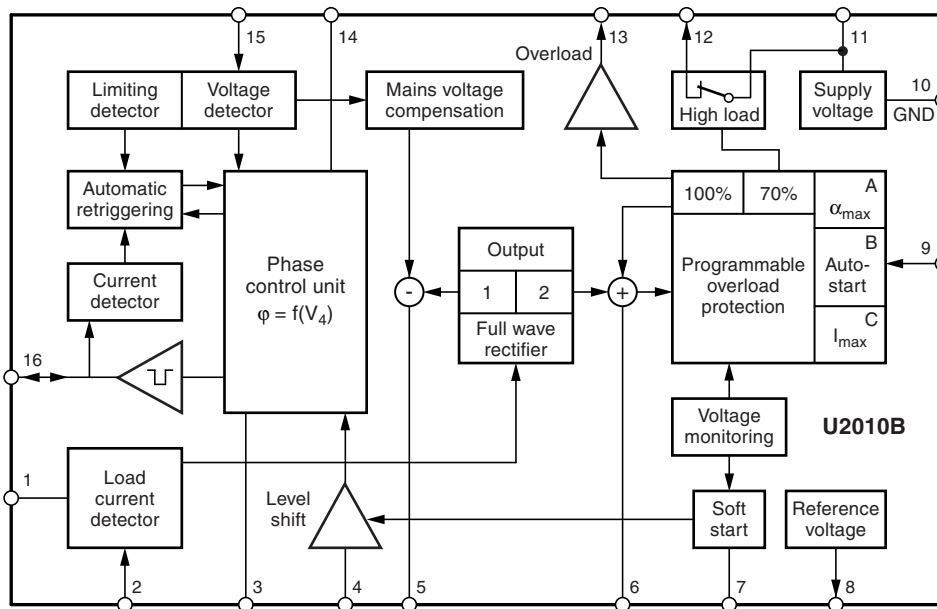 15
14
13
12
11
Overload
10
GND
Limiting
detector
Voltage
detector
Mains voltage
compensation
High load
Supply
voltage
Automatic
retriggering
100%
70%
A
αmax
Phase
control unit
φ = f(V4)
Output
1
2
Full wave
rectifier
-
+
Programmable
overload
protection
B
Auto-
start
9
C
Imax
Current
detector
16
Voltage
monitoring
U2010B
1
Load
current
detector
Level
shift
Soft
start
Reference
voltage
2
3
4
5
6
7
8